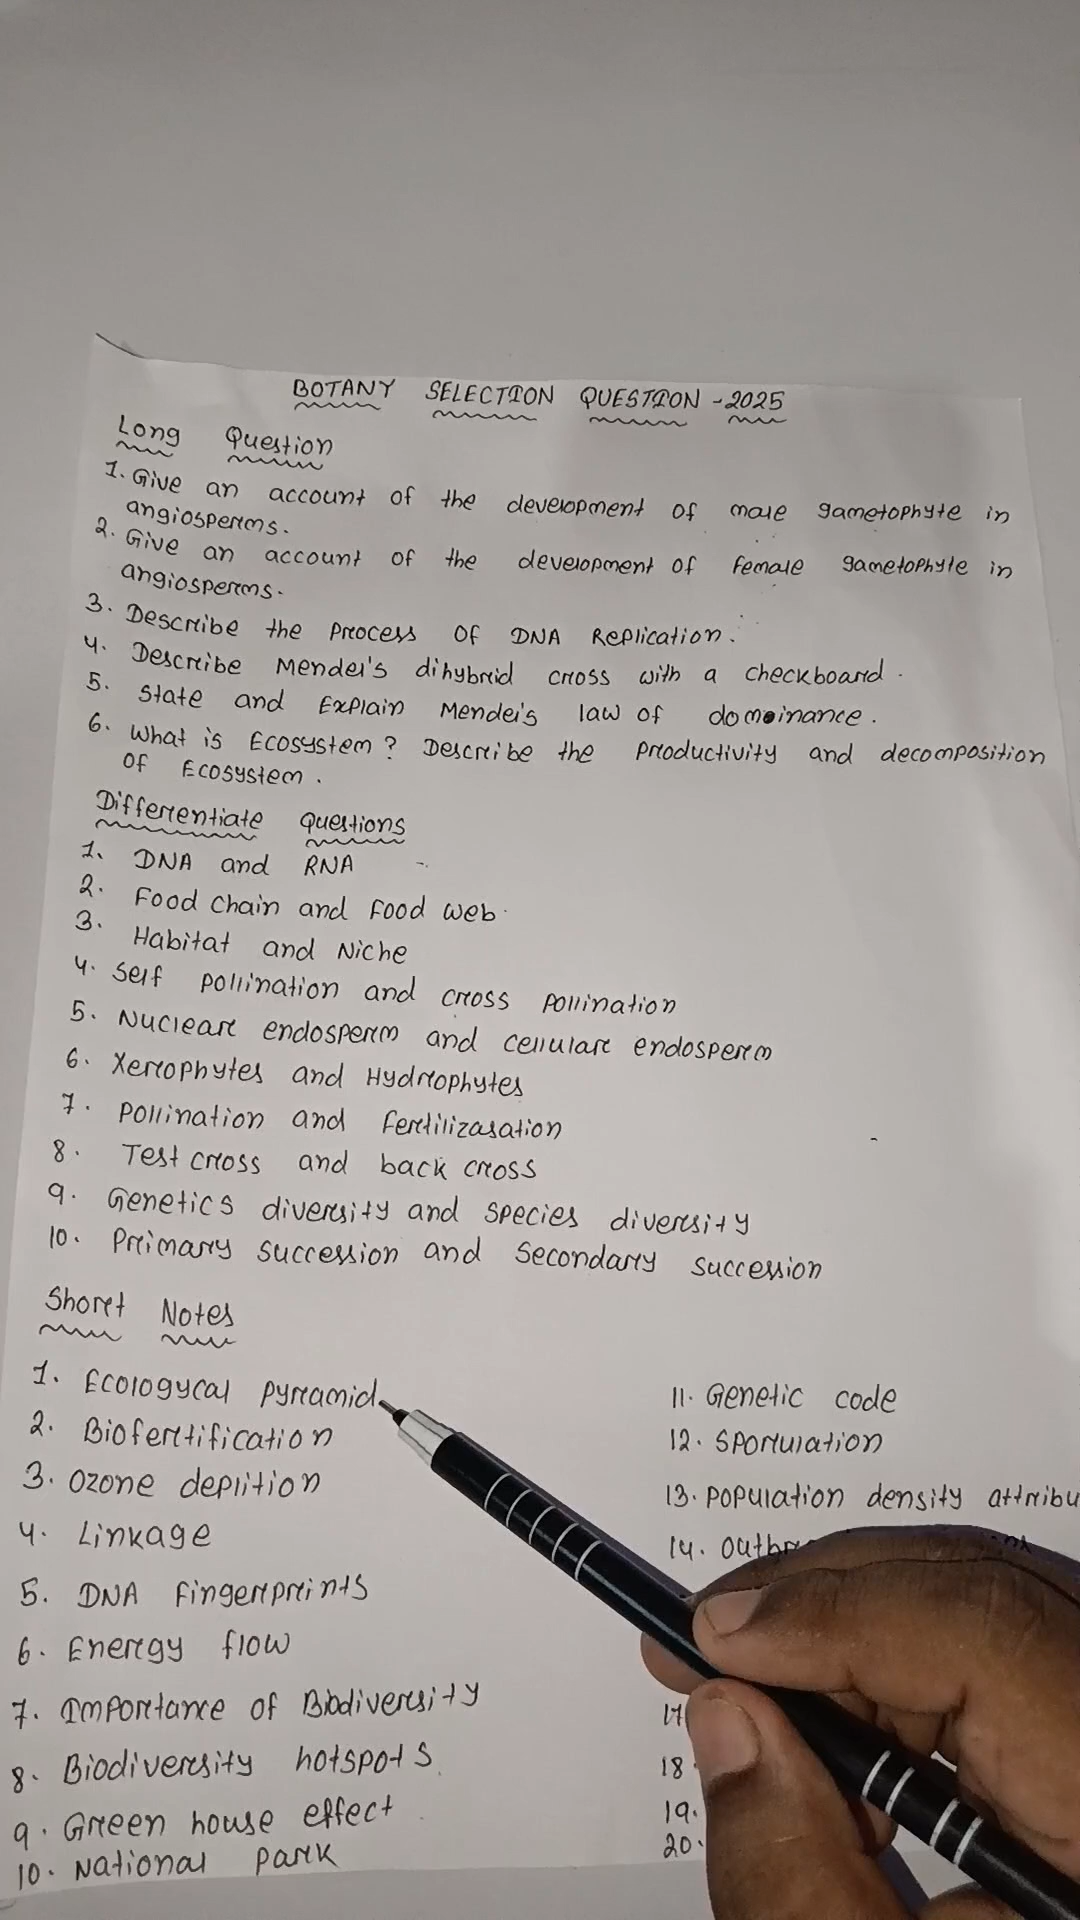 BOTANY SELECTION QUESTION - 2025
Long Question
1. Give an account of the development of male gametophyte in
angiosperms.
2. Give an account of the development of female gametophyte in
angiosperms.
3. Describe the process of DNA Replication.
4. Describe Mendel's dihybrid cross with a checkboard.
5. State and Explain Mendel's law of domoinance.
6. What is Ecosystem? Describe the productivity and decomposition
of Ecosystem.
Differentiate Questions
1. DNA and RNA
2. Food chain and food web.
3. Habitat and Niche
4. Self pollination and cross pollination
5. Nuclear endosperm and cellular endosperm
6. Xerophytes and Hydrophytes
7. Pollination and fertilizasation
8. Test cross and back cross
9. Genetics diversity and species diversity
10. Primary succession and secondary succession
Short Notes
1. Ecologycal pyramid
2. Biofertification
3. Ozone deplition
4. Linkage
5. DNA fingerprints
6. Energy flow
7. Importance of Biodiversity
8. Biodiversity hotspots
9. Green house effect
10. National park
11. Genetic code
12. Sporulation
13. Population density attribu
14.
17
18
19.
20.